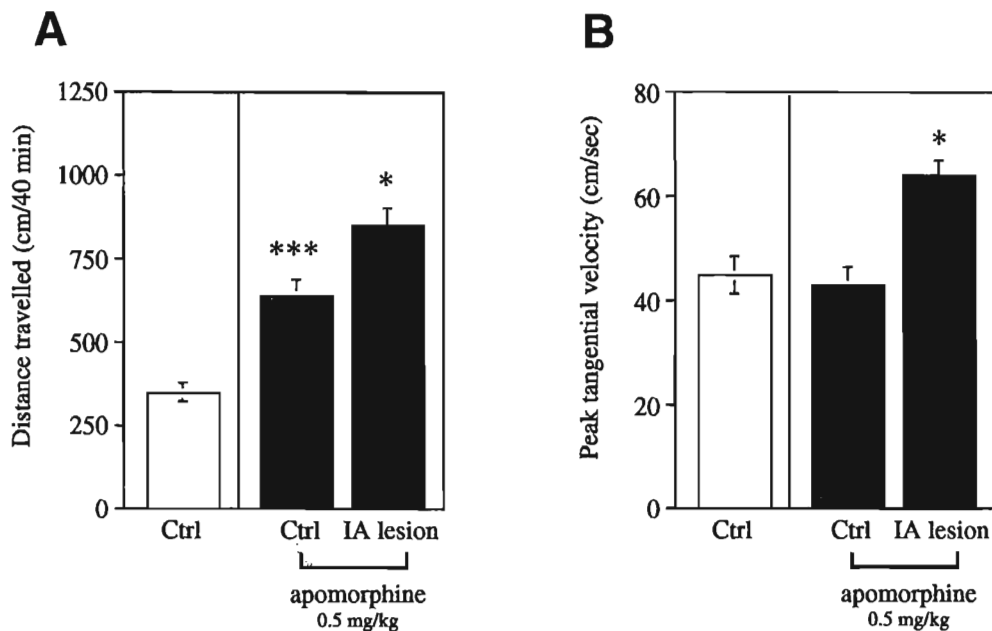 A
Distance travelled (cm/40 min)
1250
1000
750
500
250
0
***
*
Ctrl
Ctrl IA lesion
apomorphine
0.5 mg/kg
B
Peak tangential velocity (cm/sec)
80
60
40
20
0
*
Ctrl
Ctrl IA lesion
apomorphine
0.5 mg/kg